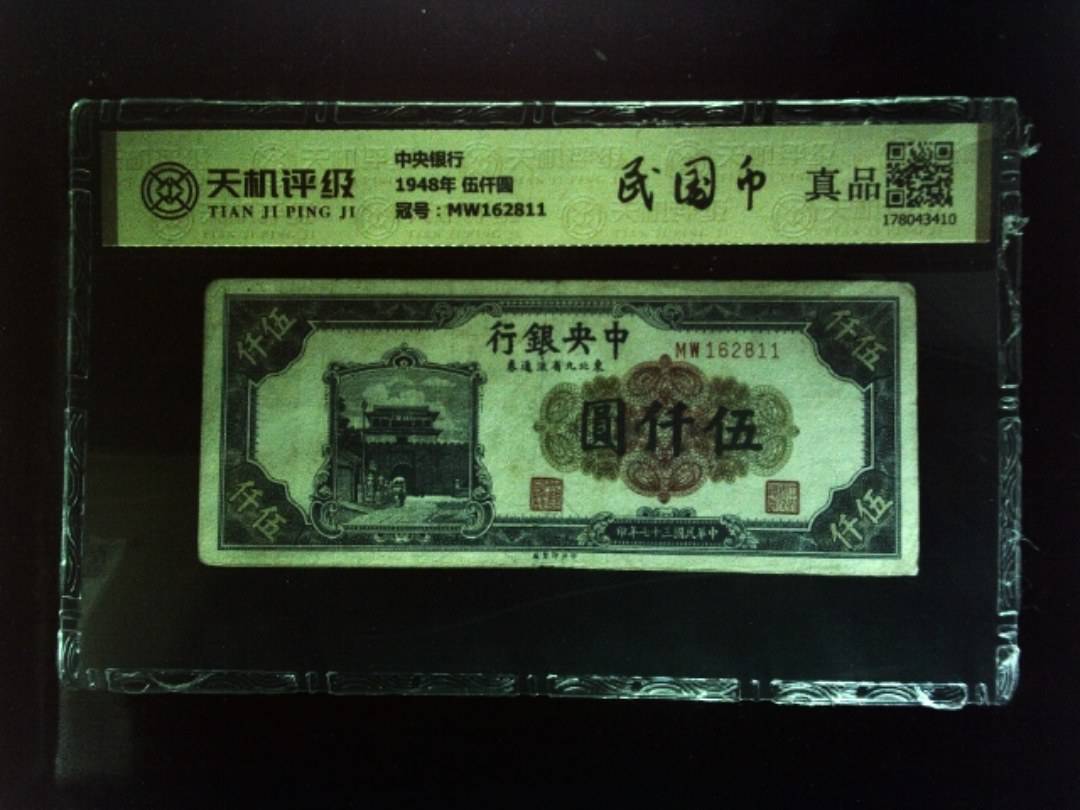 天机评级
TIAN JI PING JI
中央银行
1948年 伍仟圆
冠号：MW162811
民国币
真品
178043410
行銀央中
MW162811
券通流省九北東
圓仟伍
仟伍
仟伍
仟伍
仟伍
印年七十三國民華中